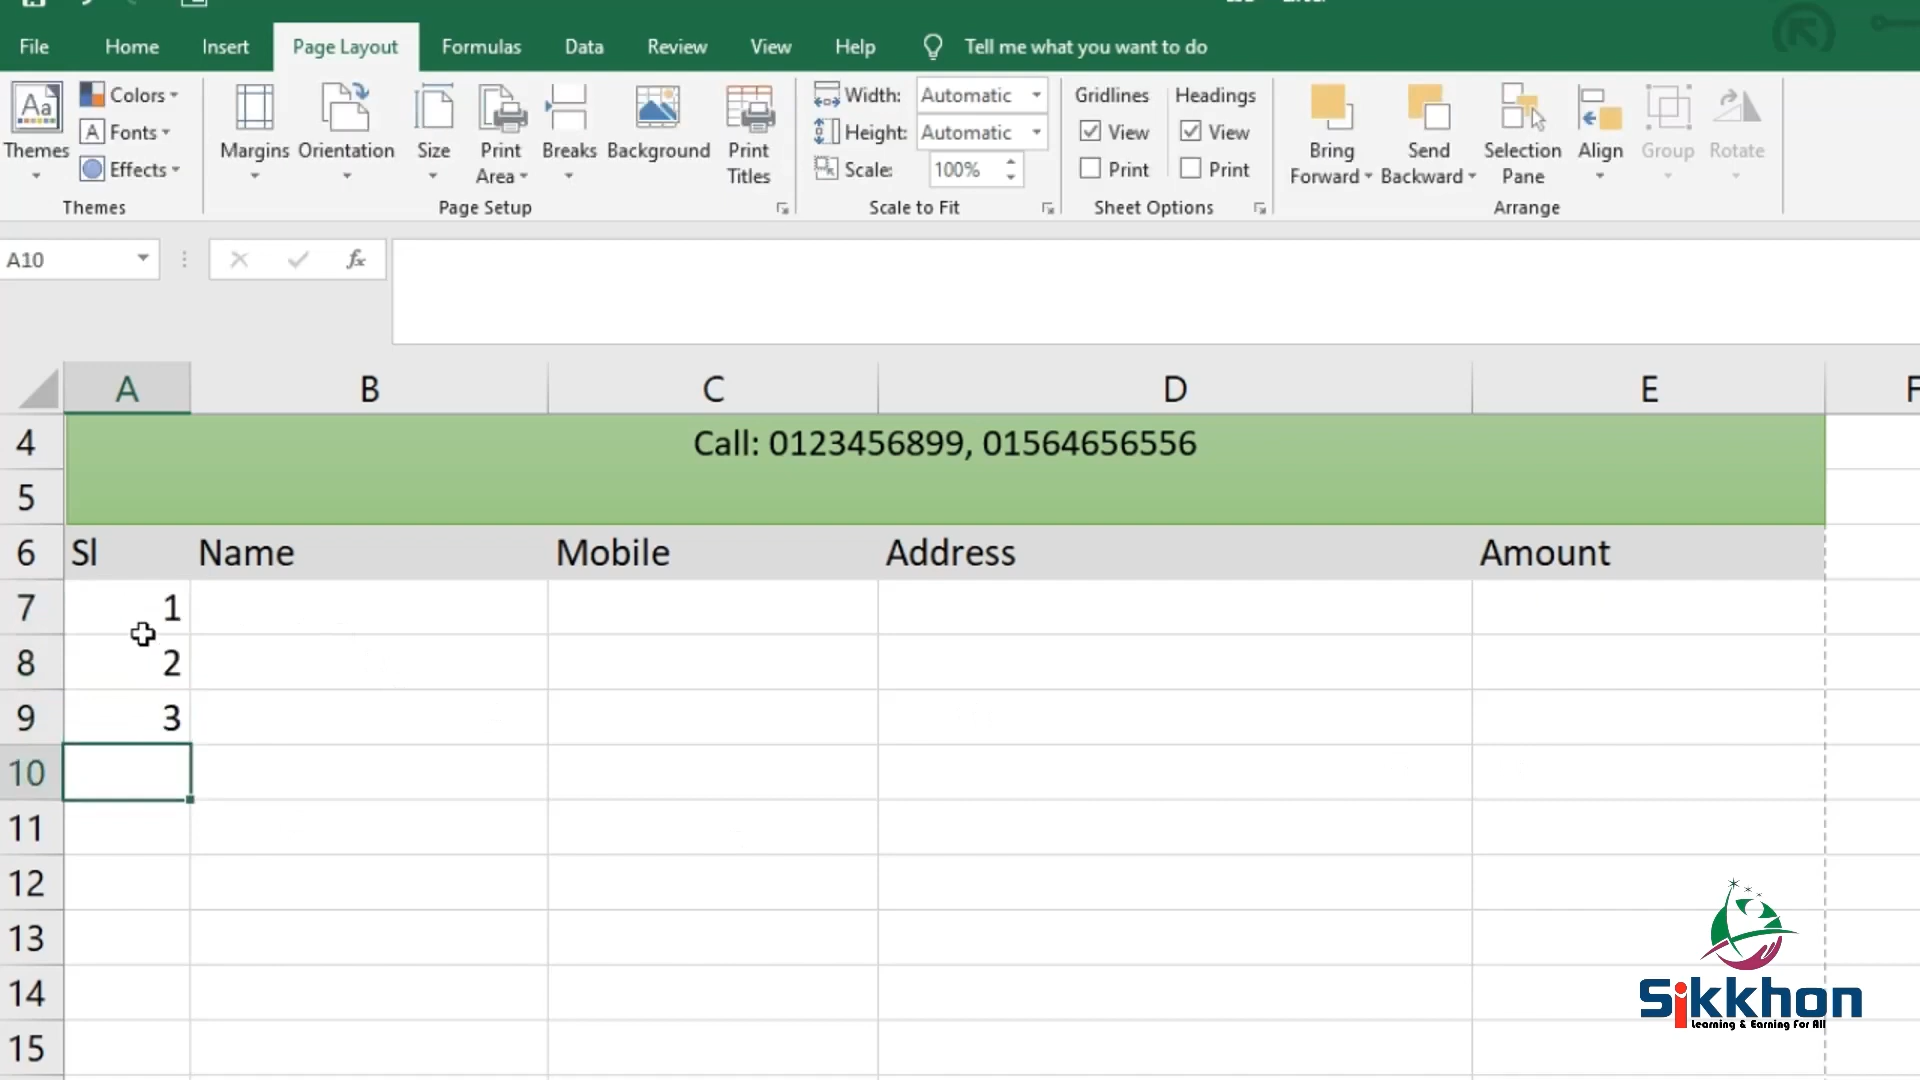 File Home Insert Page Layout Formulas Data Review View Help Tell me what you want to do
Aa Colors Width: Automatic Gridlines Headings
A Fonts Height: Automatic View View
Themes Margins Orientation Size Print Area Breaks Background Print Titles Bring Forward Send Backward Selection Pane Align Group Rotate
Effects Scale: 100% Print Print
Themes Page Setup Scale to Fit Sheet Options Arrange
A10 fx
A B C D E F
4 Call: 0123456899, 01564656556
5
6 Sl Name Mobile Address Amount
7 1
8 2
9 3
10
11
12
13
14
15
Sikkhon
Learning & Earning For All